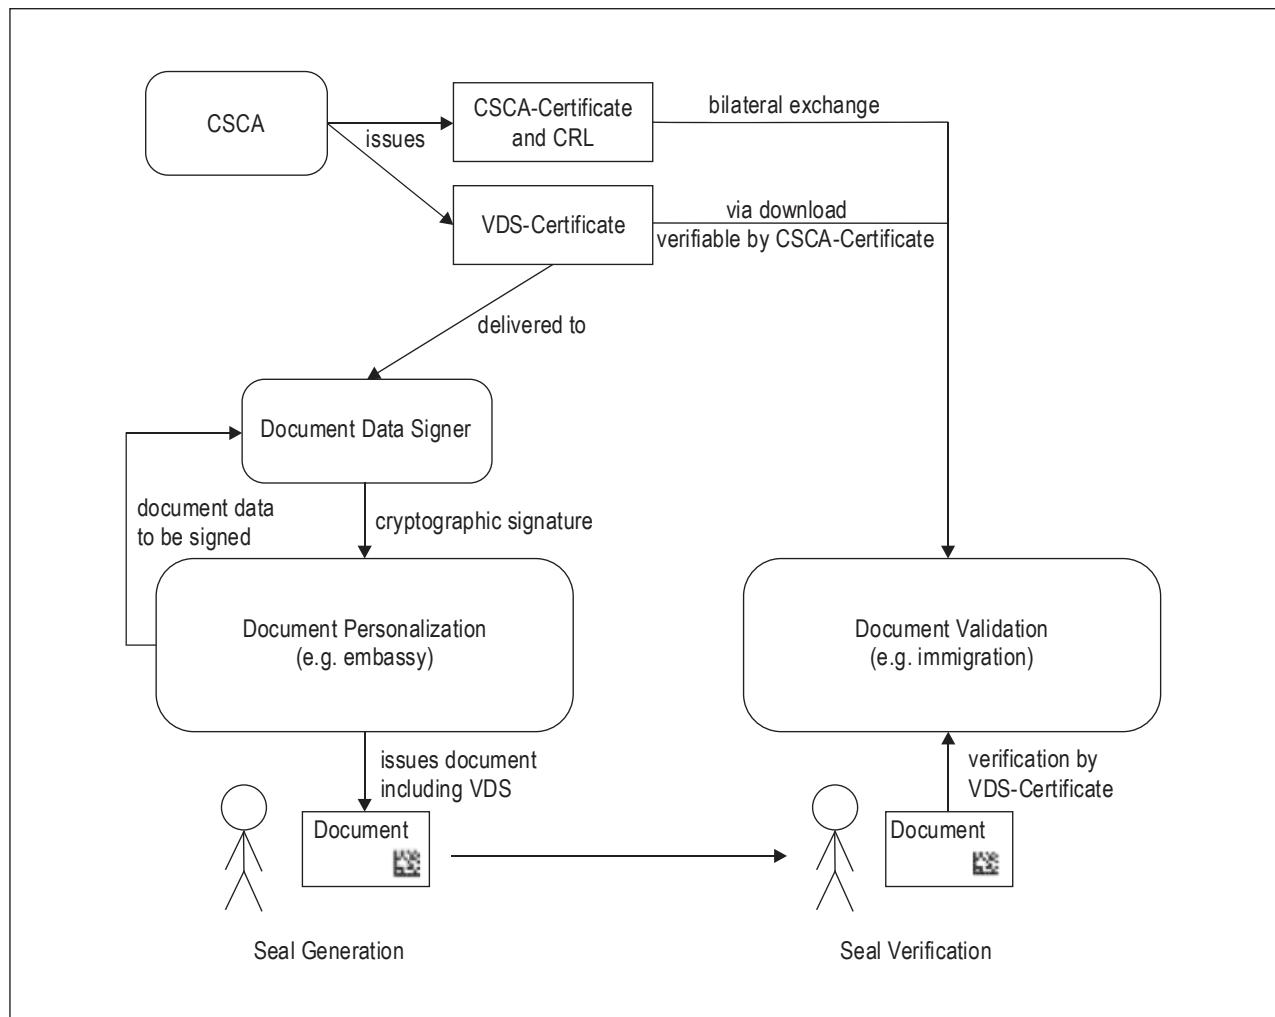 CSCA
issues
CSCA-Certificate
and CRL
bilateral exchange
VDS-Certificate
via download
verifiable by CSCA-Certificate
delivered to
Document Data Signer
document data
to be signed
cryptographic signature
Document Personalization
(e.g. embassy)
Document Validation
(e.g. immigration)
issues document
including VDS
verification by
VDS-Certificate
Document
Document
Seal Generation
Seal Verification